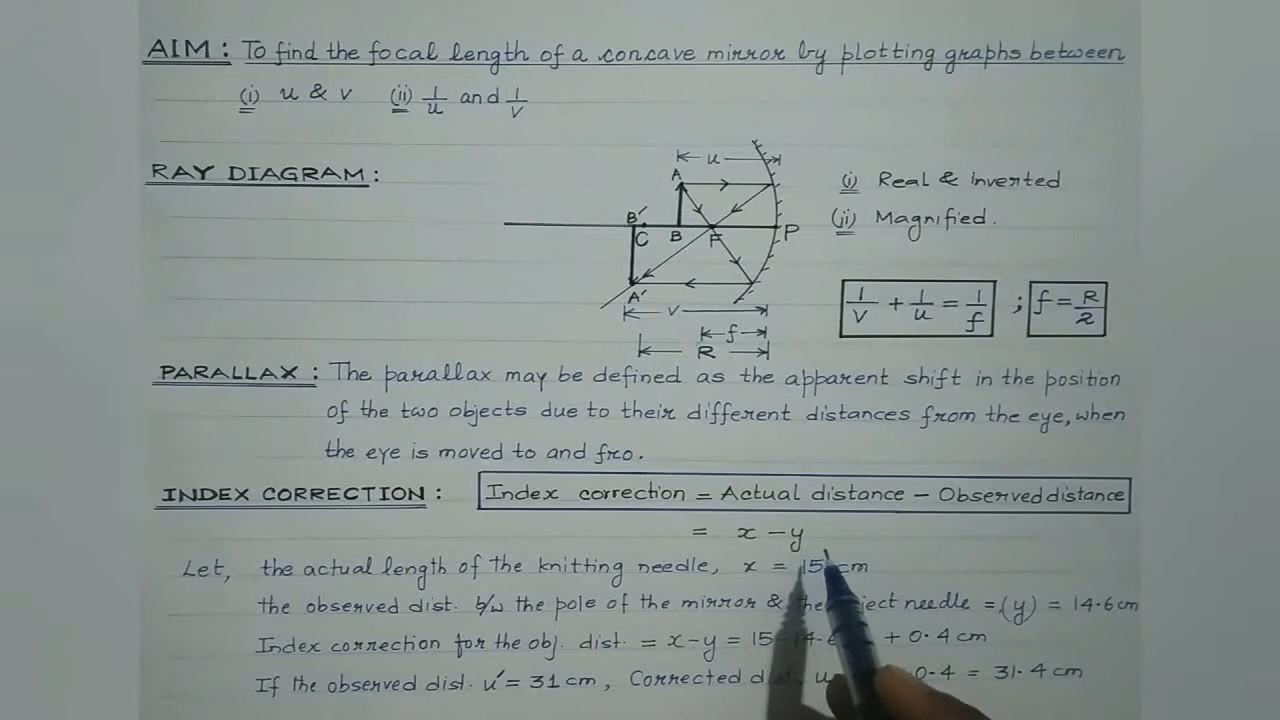 AIM : To find the focal length of a concave mirror by plotting graphs between
(i) u & v (ii) 1/u and 1/v
RAY DIAGRAM :
u
A
B′
C
B
F
P
A′
v
f
R
(i) Real & inverted
(ii) Magnified.
1/v + 1/u = 1/f ; f = R/2
PARALLAX : The parallax may be defined as the apparent shift in the position
of the two objects due to their different distances from the eye, when
the eye is moved to and fro.
INDEX CORRECTION : Index correction = Actual distance - Observed distance
= x - y
Let, the actual length of the knitting needle, x = 15 cm
the observed dist. b/w the pole of the mirror & needle = (y) = 14.6 cm
Index correction for the obj. dist. = x - y = 15 + 0.4 cm
If the observed dist. u′ = 31 cm, Corrected u 0.4 = 31.4 cm